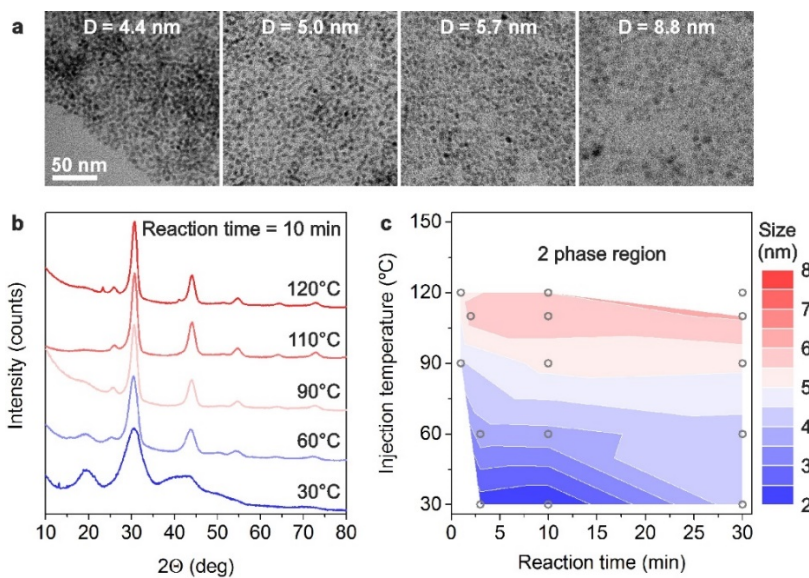 a
D = 4.4 nm
D = 5.0 nm
D = 5.7 nm
D = 8.8 nm
50 nm
b
Reaction time = 10 min
120°C
110°C
90°C
60°C
30°C
Intensity (counts)
10 20 30 40 50 60 70 80
2Θ (deg)
c
2 phase region
Injection temperature (ºC)
150
120
90
60
30
0 5 10 15 20 25 30
Reaction time (min)
Size
(nm)
8
7
6
5
4
3
2